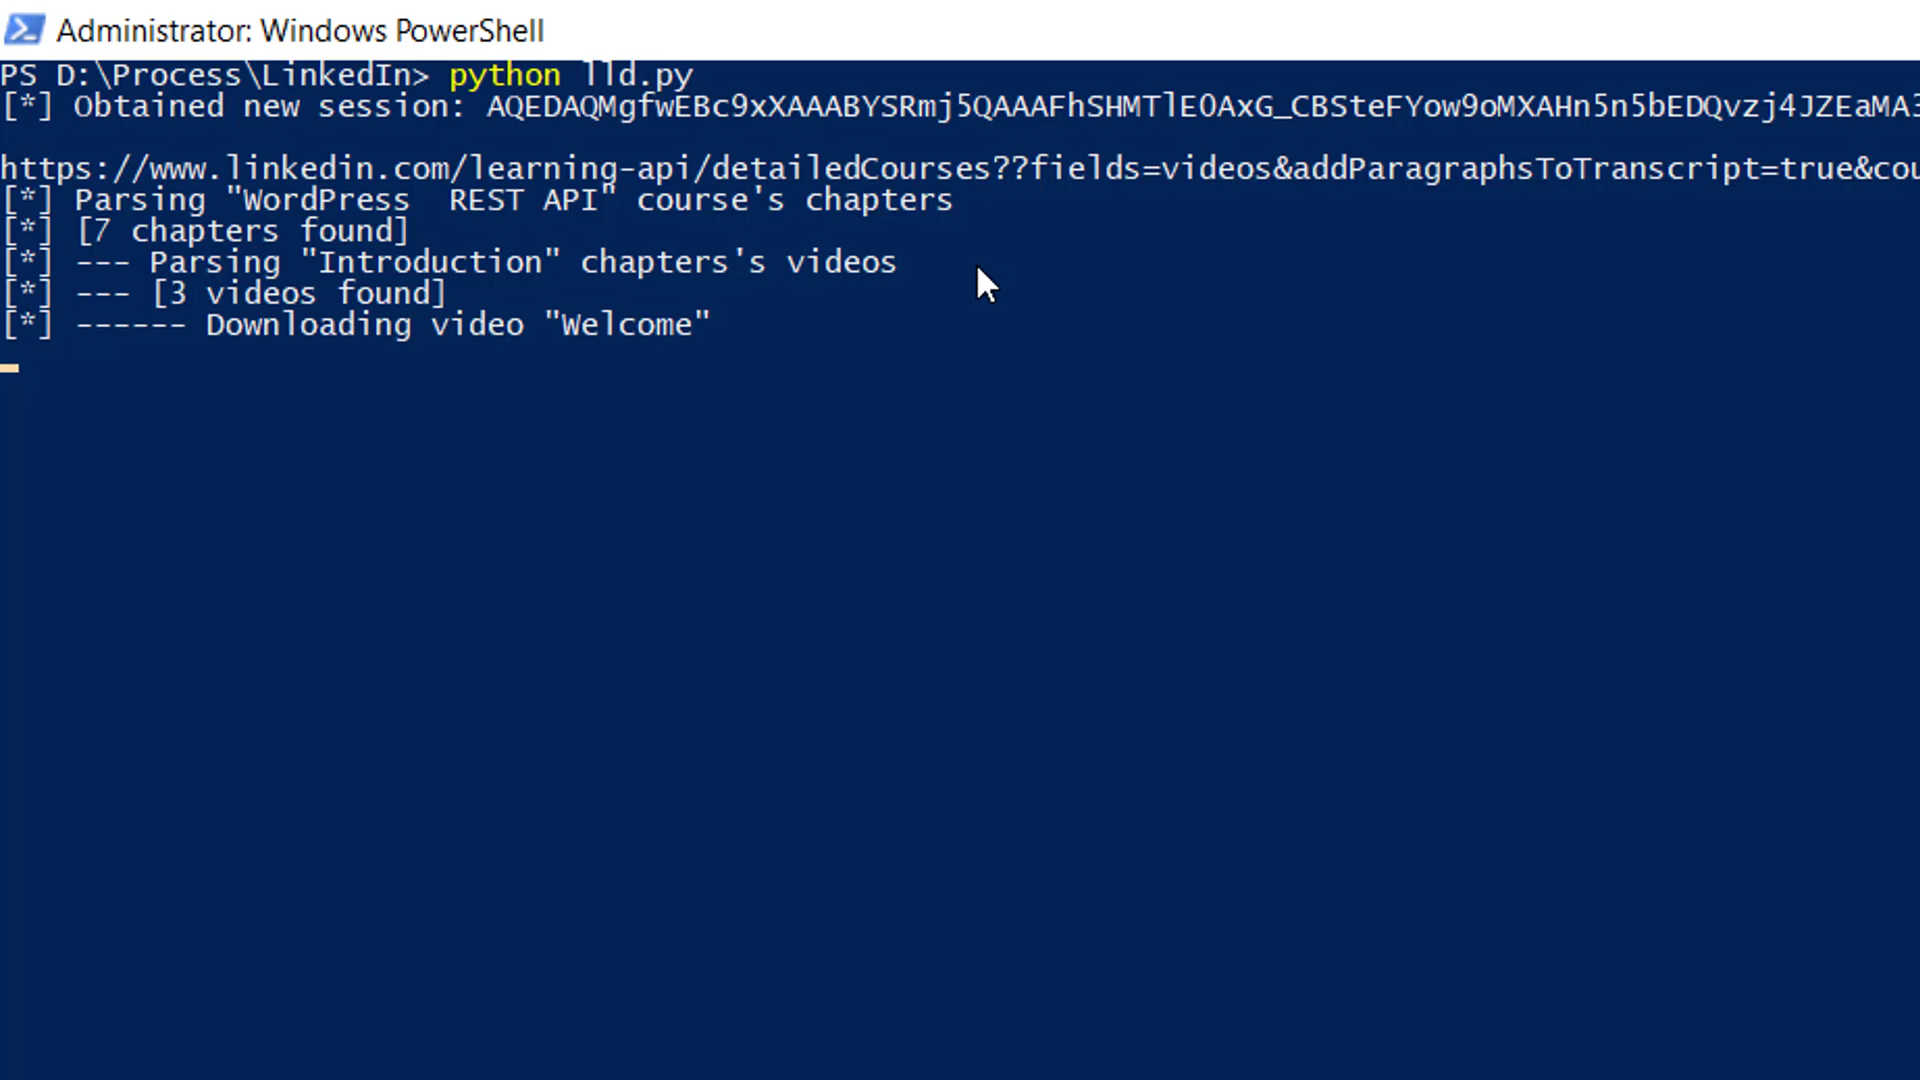 Administrator: Windows PowerShell
PS D:\Process\LinkedIn> python lld.py
[*] Obtained new session: AQEDAQMgfwEBc9xXAAABYSRmj5QAAAFhSHMTlE0AxG_CBSteFYow9oMXAHn5n5bEDQvzj4JZEaMA3
https://www.linkedin.com/learning-api/detailedCourses??fields=videos&addParagraphsToTranscript=true&cou
[*] Parsing "WordPress  REST API" course's chapters
[*] [7 chapters found]
[*] --- Parsing "Introduction" chapters's videos
[*] --- [3 videos found]
[*] ------ Downloading video "Welcome"